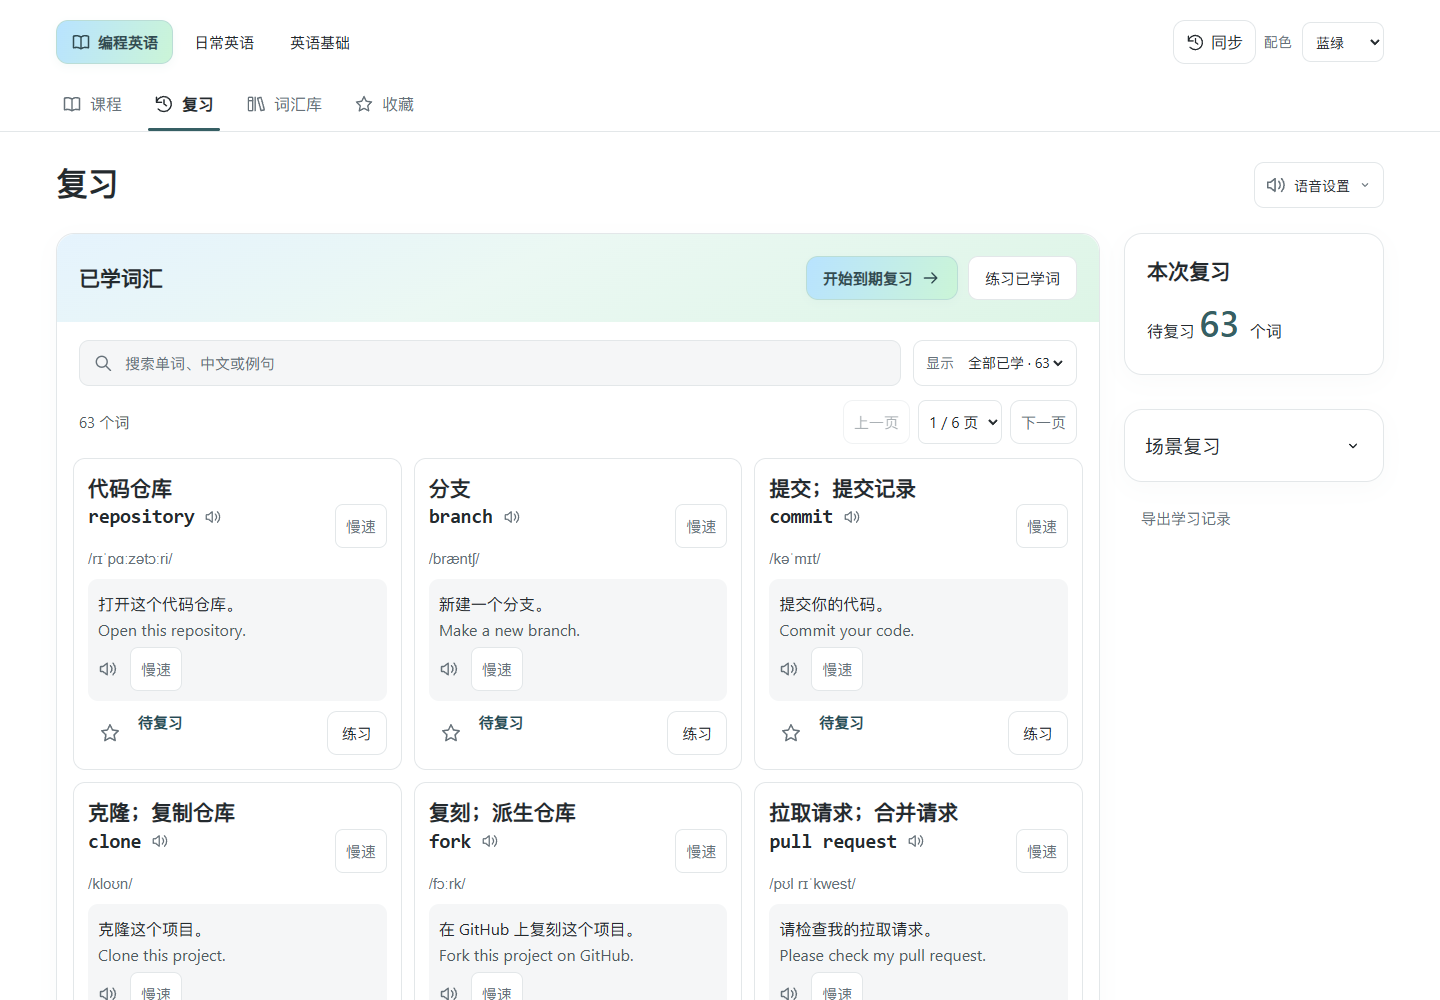 编程英语
日常英语
英语基础
同步
配色
蓝绿
课程
复习
词汇库
收藏
复习
语音设置
已学词汇
开始到期复习
练习已学词
搜索单词、中文或例句
显示 全部已学 · 63
63 个词
上一页
1 / 6 页
下一页
代码仓库
repository
慢速
/rɪˈpɑːzətɔːri/
打开这个代码仓库。
Open this repository.
慢速
待复习
练习
分支
branch
慢速
/bræntʃ/
新建一个分支。
Make a new branch.
慢速
待复习
练习
提交；提交记录
commit
慢速
/kəˈmɪt/
提交你的代码。
Commit your code.
慢速
待复习
练习
克隆；复制仓库
clone
慢速
/kloʊn/
克隆这个项目。
Clone this project.
慢速
复刻；派生仓库
fork
慢速
/fɔːrk/
在 GitHub 上复刻这个项目。
Fork this project on GitHub.
慢速
拉取请求；合并请求
pull request
慢速
/pʊl rɪˈkwest/
请检查我的拉取请求。
Please check my pull request.
慢速
本次复习
待复习 63 个词
场景复习
导出学习记录